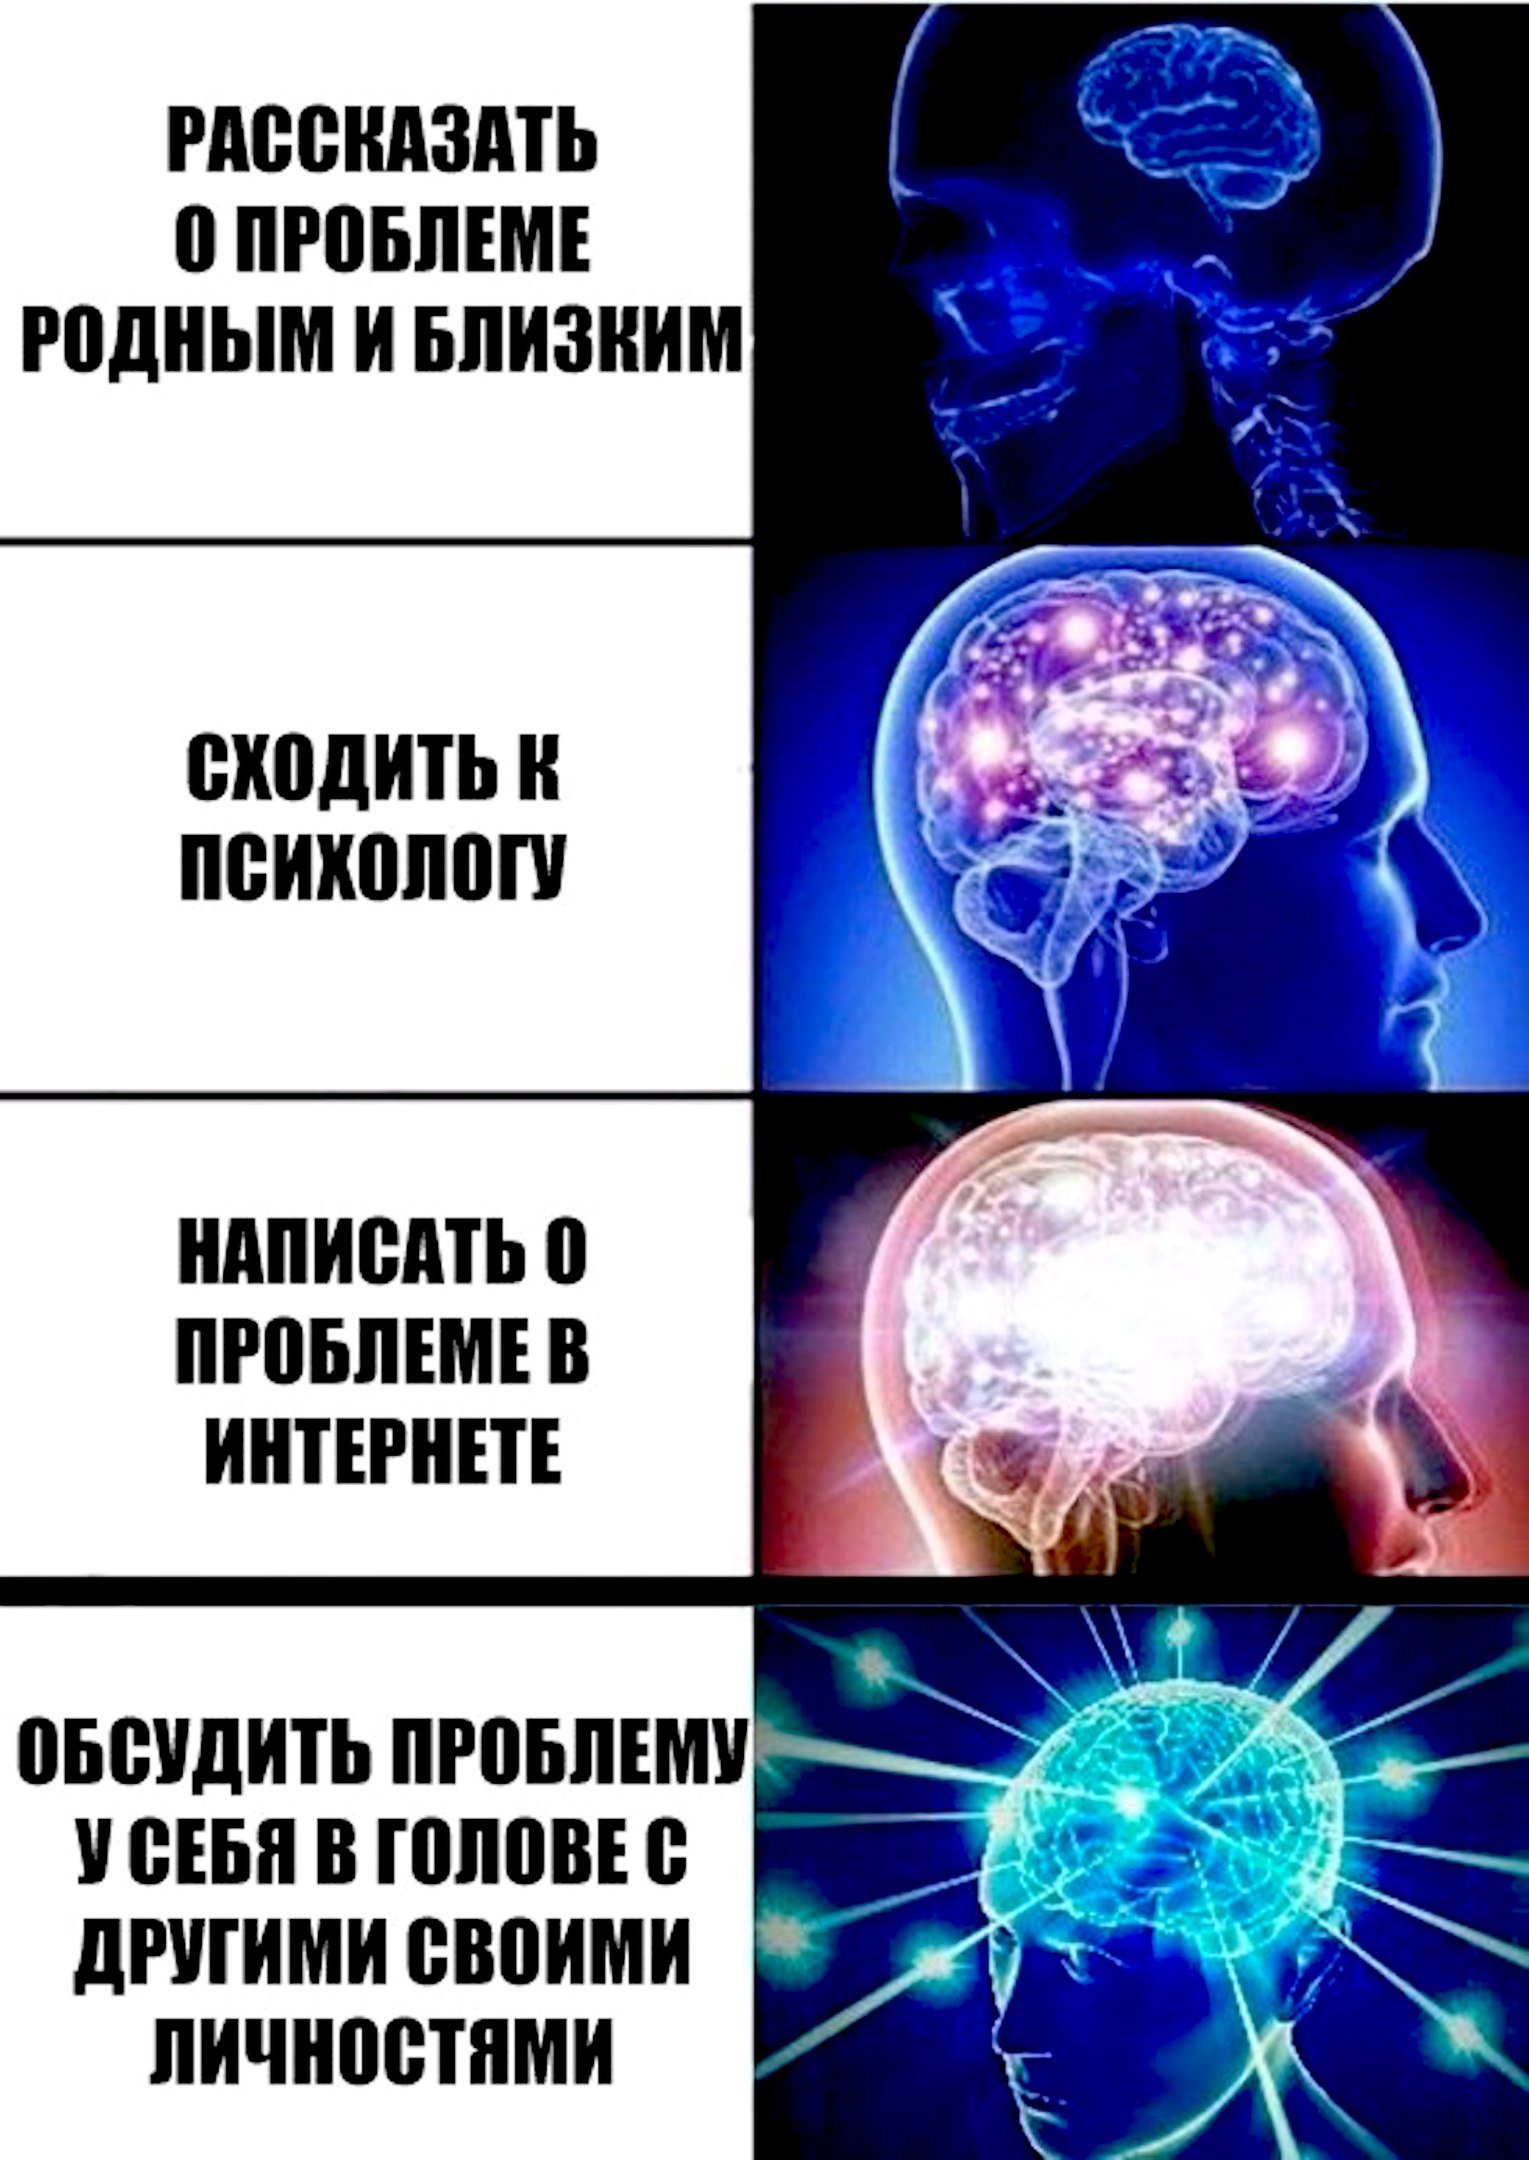 РАССКАЗАТЬ
О ПРОБЛЕМЕ
РОДНЫМ И БЛИЗКИМ
СХОДИТЬ К
ПСИХОЛОГУ
НАПИСАТЬ О
ПРОБЛЕМЕ В
ИНТЕРНЕТЕ
ОБСУДИТЬ ПРОБЛЕМУ
У СЕБЯ В ГОЛОВЕ С
ДРУГИМИ СВОИМИ
ЛИЧНОСТЯМИ